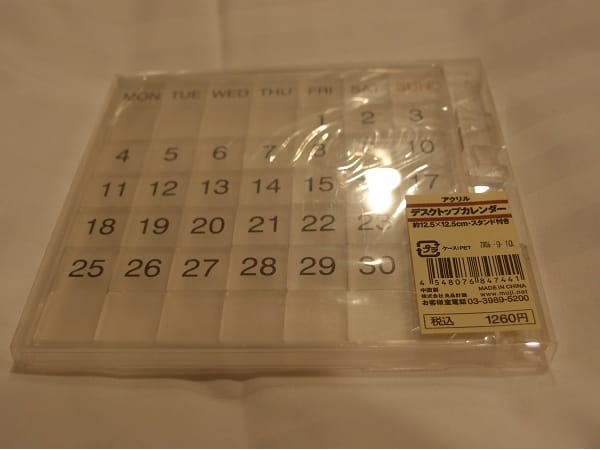 MON TUE WED THU FRI SAT SUN
1 2 3
4 5 6 7 8 9 10
11 12 13 14 15 17
18 19 20 21 22 23
25 26 27 28 29 30
アクリル
デスクトップカレンダー
約12.5×12.5cm・スタンド付き
プラ ケース:PET 2006.-9.10.
4 548076 847441
中国製 MADE IN CHINA
株式会社良品計画 www.muji.net
お客様室電話03-3989-5200
税込 1260円